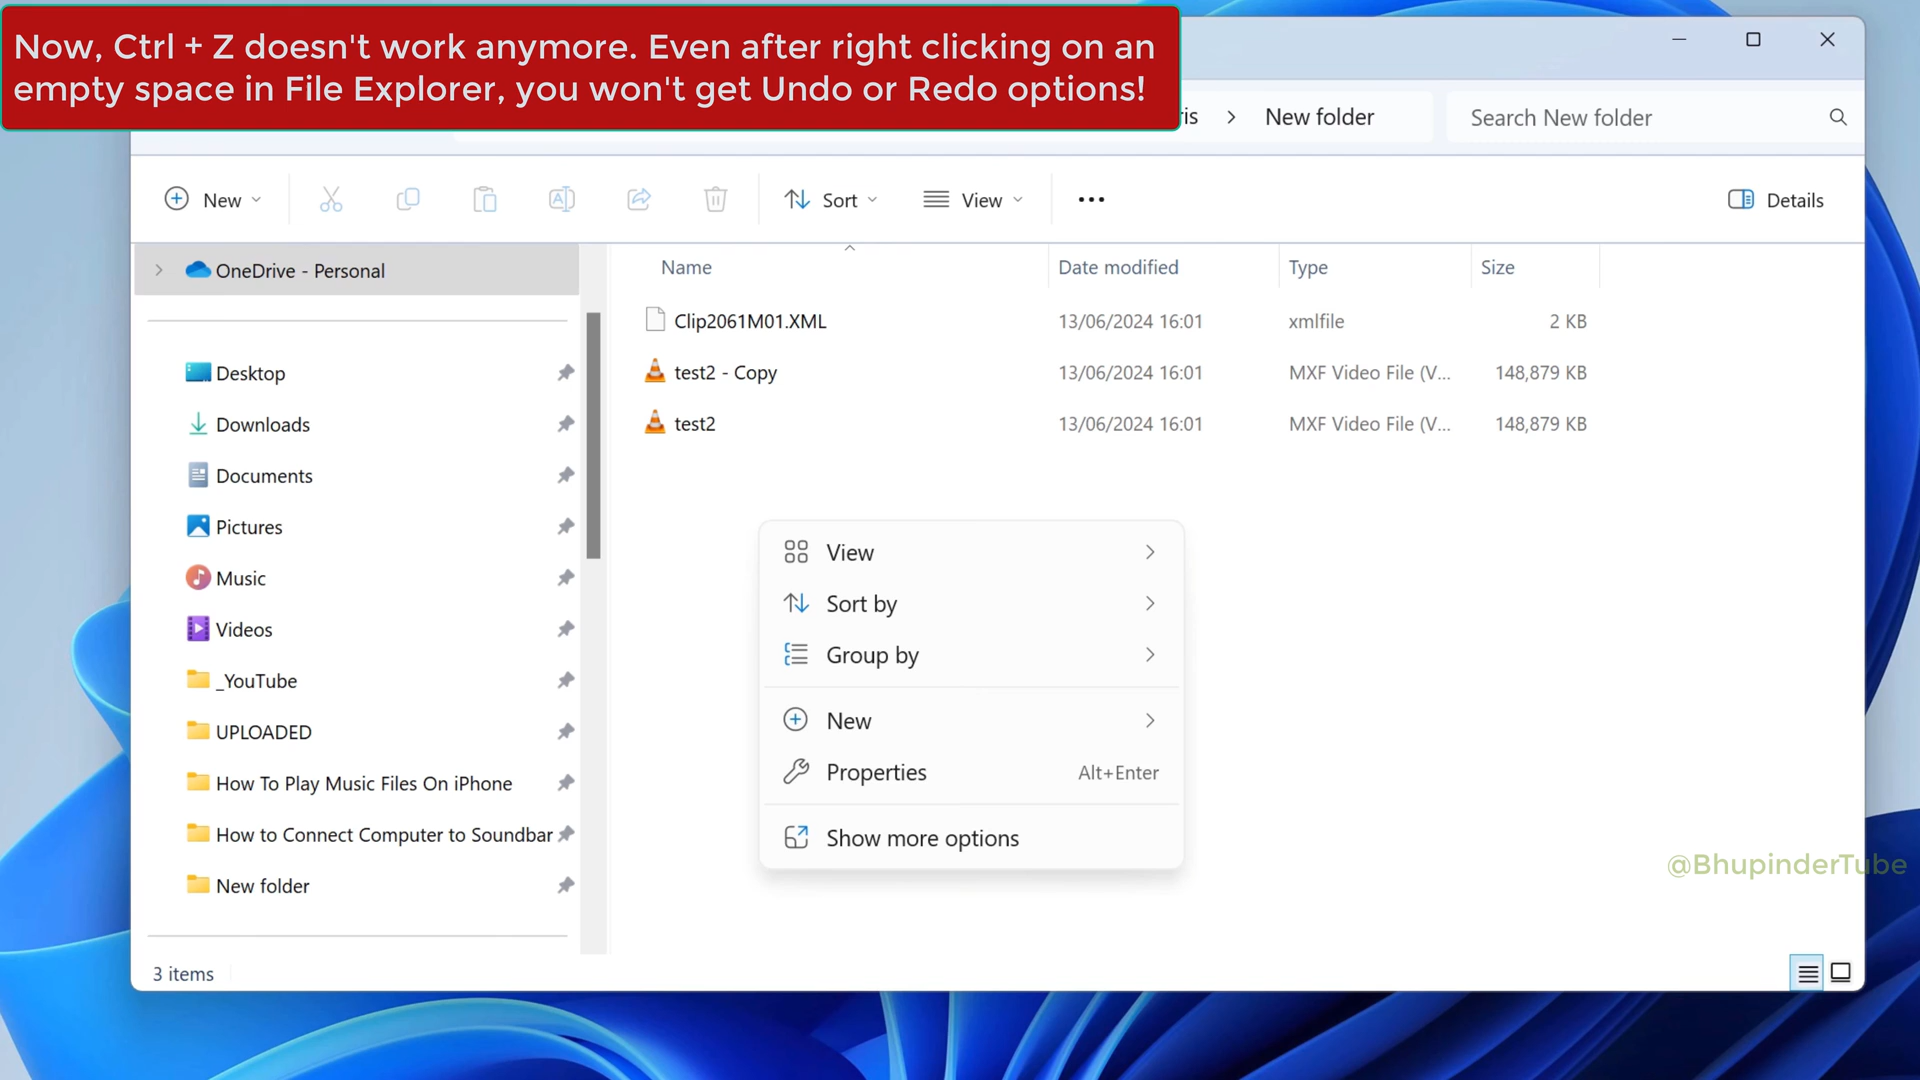 Now, Ctrl + Z doesn't work anymore. Even after right clicking on an
empty space in File Explorer, you won't get Undo or Redo options!
is > New folder
Search New folder
New
Sort
View
Details
OneDrive - Personal
Desktop
Downloads
Documents
Pictures
Music
Videos
_YouTube
UPLOADED
How To Play Music Files On iPhone
How to Connect Computer to Soundbar
New folder
Name Date modified Type Size
Clip2061M01.XML 13/06/2024 16:01 xmlfile 2 KB
test2 - Copy 13/06/2024 16:01 MXF Video File (V... 148,879 KB
test2 13/06/2024 16:01 MXF Video File (V... 148,879 KB
View
Sort by
Group by
New
Properties Alt+Enter
Show more options
@BhupinderTube
3 items